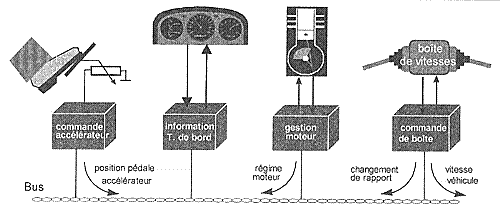 boîte
de vitesses
commande
accélérateur
information
T. de bord
gestion
moteur
commande
de boîte
position pédale
accélérateur
régime
moteur
changement
de rapport
vitesse
véhicule
Bus